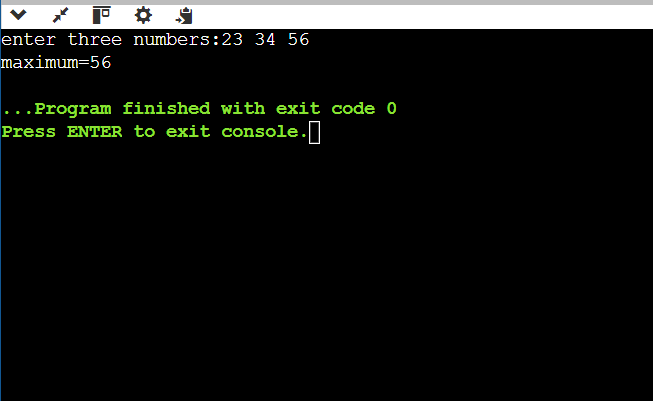 enter three numbers:23 34 56
maximum=56
...Program finished with exit code 0
Press ENTER to exit console.